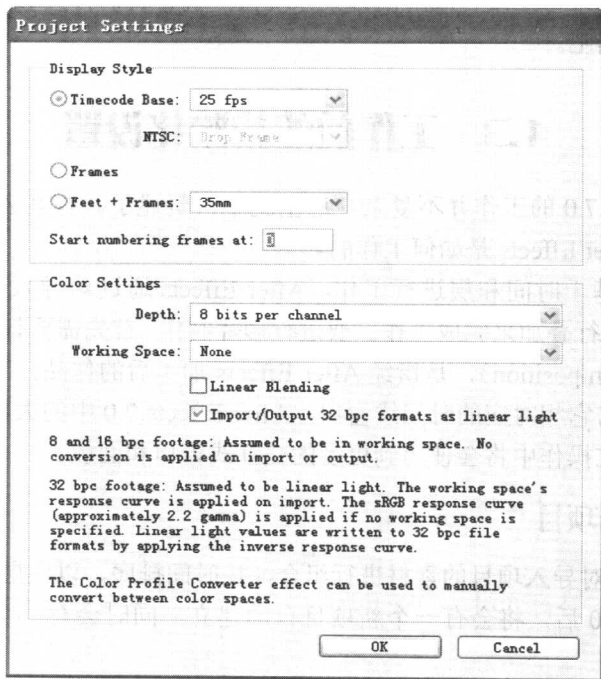 Project Settings
Display Style
Timecode Base: 25 fps
NTSC: Drop Frame
Frames
Feet + Frames: 35mm
Start numbering frames at: 0
Color Settings
Depth: 8 bits per channel
Working Space: None
Linear Blending
Import/Output 32 bpc formats as linear light
8 and 16 bpc footage: Assumed to be in working space. No
conversion is applied on import or output.
32 bpc footage: Assumed to be linear light. The working space's
response curve is applied on import. The sRGB response curve
(approximately 2.2 gamma) is applied if no working space is
specified. Linear light values are written to 32 bpc file
formats by applying the inverse response curve.
The Color Profile Converter effect can be used to manually
convert between color spaces.
OK Cancel